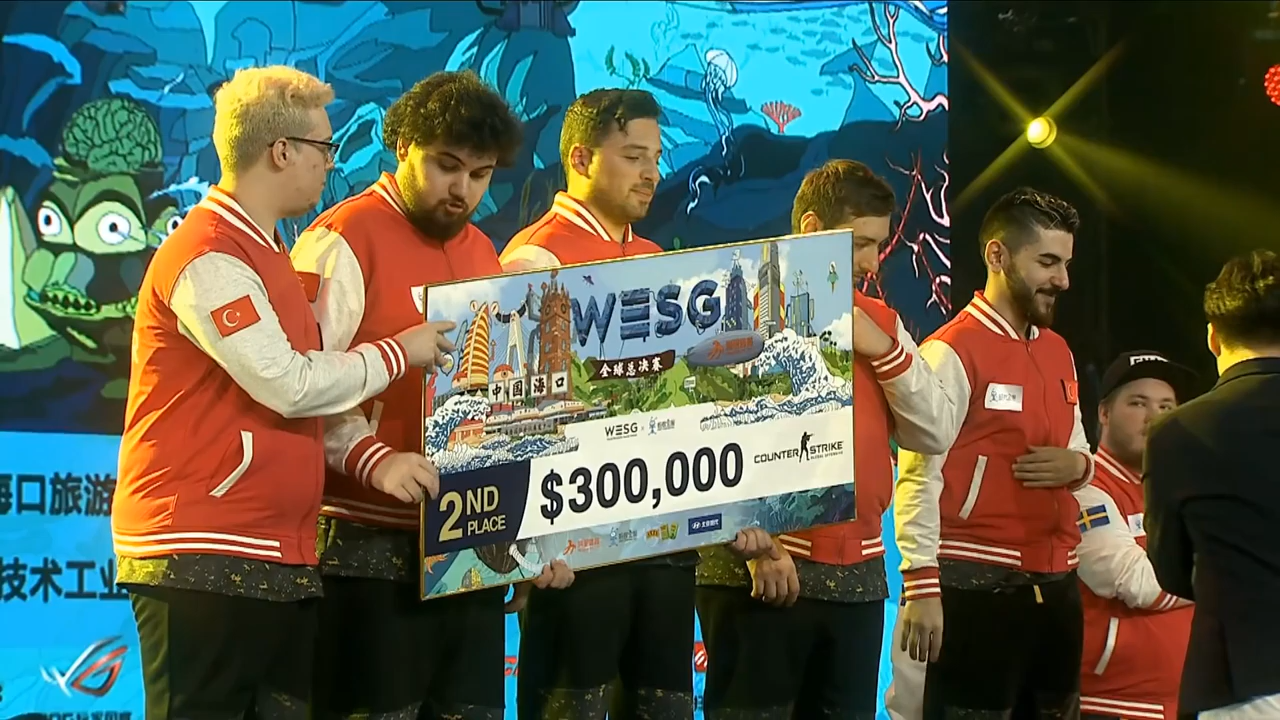 WESG
全球总决赛
中国海口
WESG
COUNTER STRIKE
GLOBAL OFFENSIVE
$300,000
2ND
PLACE
海口旅游
技术工业